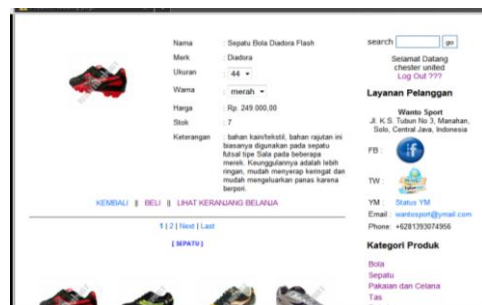 Nama : Sepatu Bola Diadora Flash
Merk : Diadora
Ukuran : 44
Warna : merah
Harga : Rp. 249.000,00
Stok : 7
Keterangan : bahan kain/tekstil, bahan rajutan ini
biasanya digunakan pada sepatu
futsal tipe Sala pada beberapa
merek. Keunggulannya adalah lebih
ringan, mudah menyerap keringat dan
mudah mengeluarkan panas karena
berpori.
KEMBALI || BELI || LIHAT KERANJANG BELANJA
1 | 2 | Next | Last
[ SEPATU ]
search go
Selamat Datang
chester united
Log Out ???
Layanan Pelanggan
Wanto Sport
Jl. K.S. Tubun No 3, Manahan,
Solo, Central Java, Indonesia
FB :
TW :
YM : Status YM
Email : wantosport@ymail.com
Phone: +6281393074956
Kategori Produk
Bola
Sepatu
Pakaian dan Celana
Tas